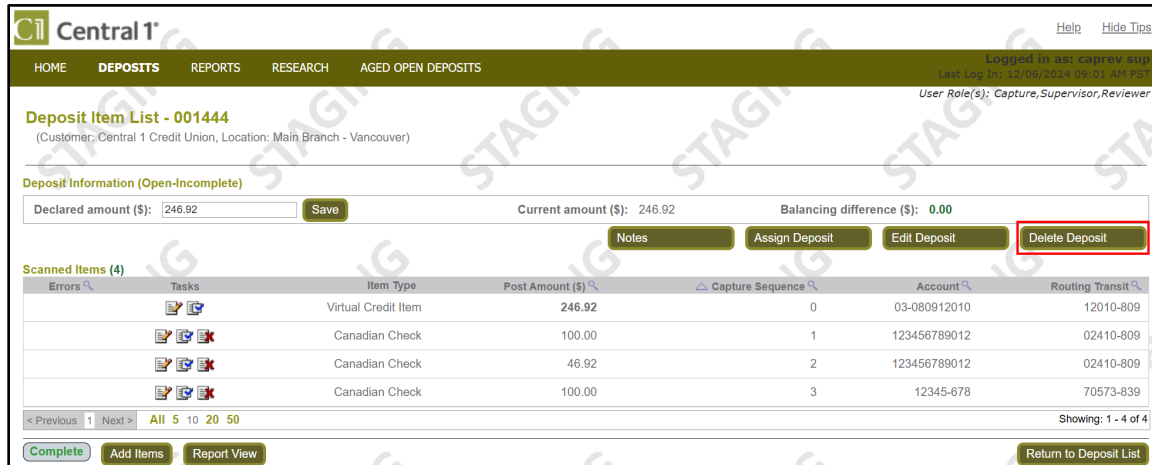 C1 Central 1®
Help Hide Tips
HOME DEPOSITS REPORTS RESEARCH AGED OPEN DEPOSITS
Logged in as: caprev sup
Last Log In: 12/06/2024 09:01 AM PST
User Role(s): Capture,Supervisor,Reviewer
Deposit Item List - 001444
(Customer: Central 1 Credit Union, Location: Main Branch - Vancouver)
Deposit Information (Open-Incomplete)
Declared amount ($): 246.92 Save Current amount ($): 246.92 Balancing difference ($): 0.00
Notes Assign Deposit Edit Deposit Delete Deposit
Scanned Items (4)
Errors Tasks Item Type Post Amount ($) Capture Sequence Account Routing Transit
Virtual Credit Item 246.92 0 03-080912010 12010-809
Canadian Check 100.00 1 123456789012 02410-809
Canadian Check 46.92 2 123456789012 02410-809
Canadian Check 100.00 3 12345-678 70573-839
< Previous 1 Next > All 5 10 20 50 Showing: 1 - 4 of 4
Complete Add Items Report View Return to Deposit List
STAGING